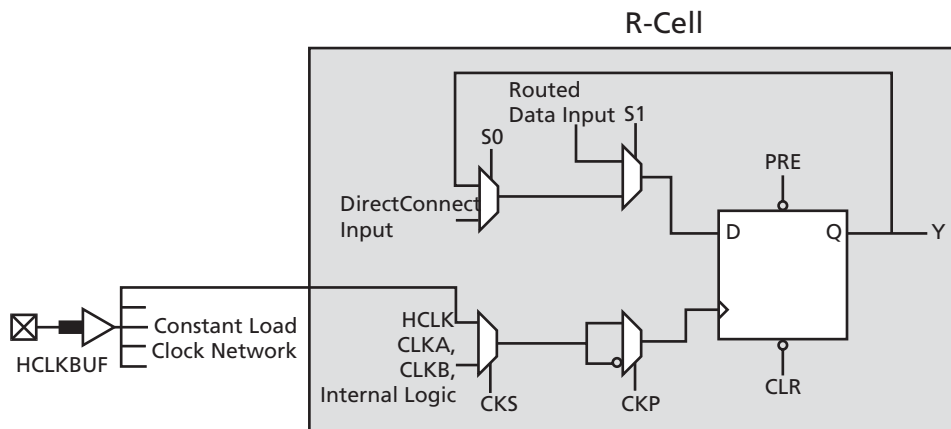 R-Cell
Routed
Data Input
S1
S0
PRE
DirectConnect
Input
D
Q
Y
HCLKBUF
Constant Load
Clock Network
HCLK
CLKA,
CLKB,
Internal Logic
CKS
CKP
CLR